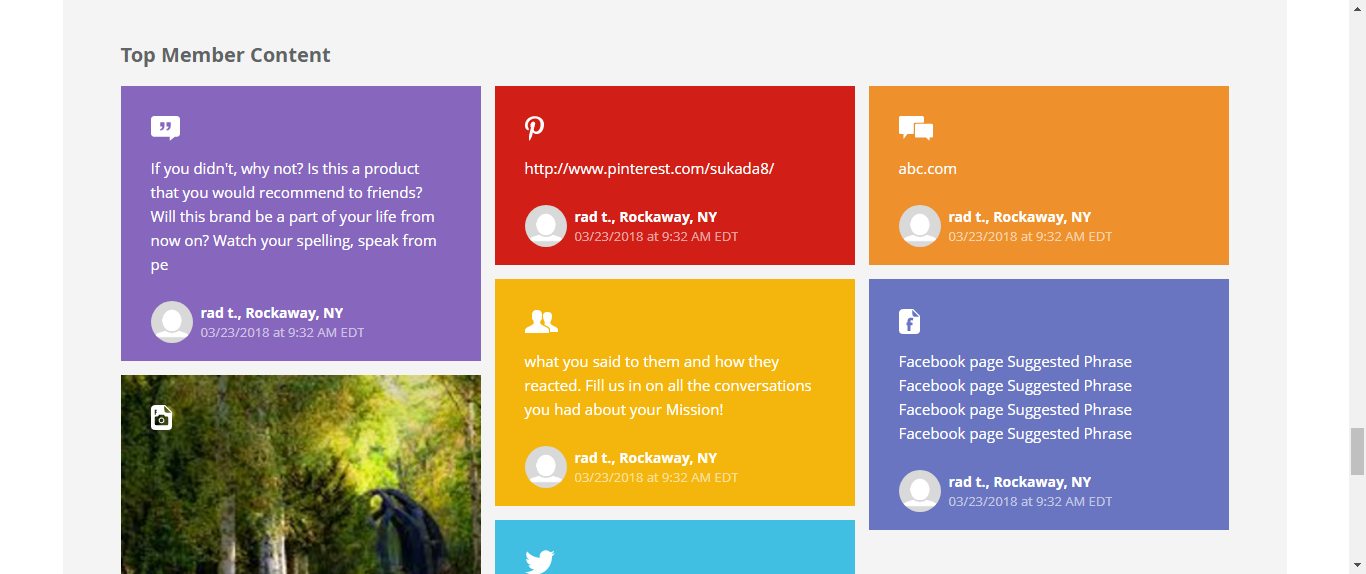 Top Member Content
If you didn't, why not? Is this a product
that you would recommend to friends?
Will this brand be a part of your life from
now on? Watch your spelling, speak from
pe
rad t., Rockaway, NY
03/23/2018 at 9:32 AM EDT
http://www.pinterest.com/sukada8/
rad t., Rockaway, NY
03/23/2018 at 9:32 AM EDT
what you said to them and how they
reacted. Fill us in on all the conversations
you had about your Mission!
rad t., Rockaway, NY
03/23/2018 at 9:32 AM EDT
abc.com
rad t., Rockaway, NY
03/23/2018 at 9:32 AM EDT
Facebook page Suggested Phrase
Facebook page Suggested Phrase
Facebook page Suggested Phrase
Facebook page Suggested Phrase
rad t., Rockaway, NY
03/23/2018 at 9:32 AM EDT